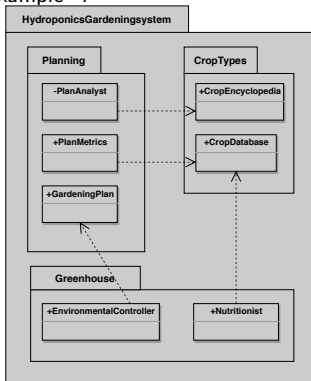 HydroponicsGardeningsystem
Planning
CropTypes
-PlanAnalyst
+CropEncyclopedia
+PlanMetrics
+CropDatabase
+GardeningPlan
Greenhouse
+EnvironmentalController
+Nutritionist